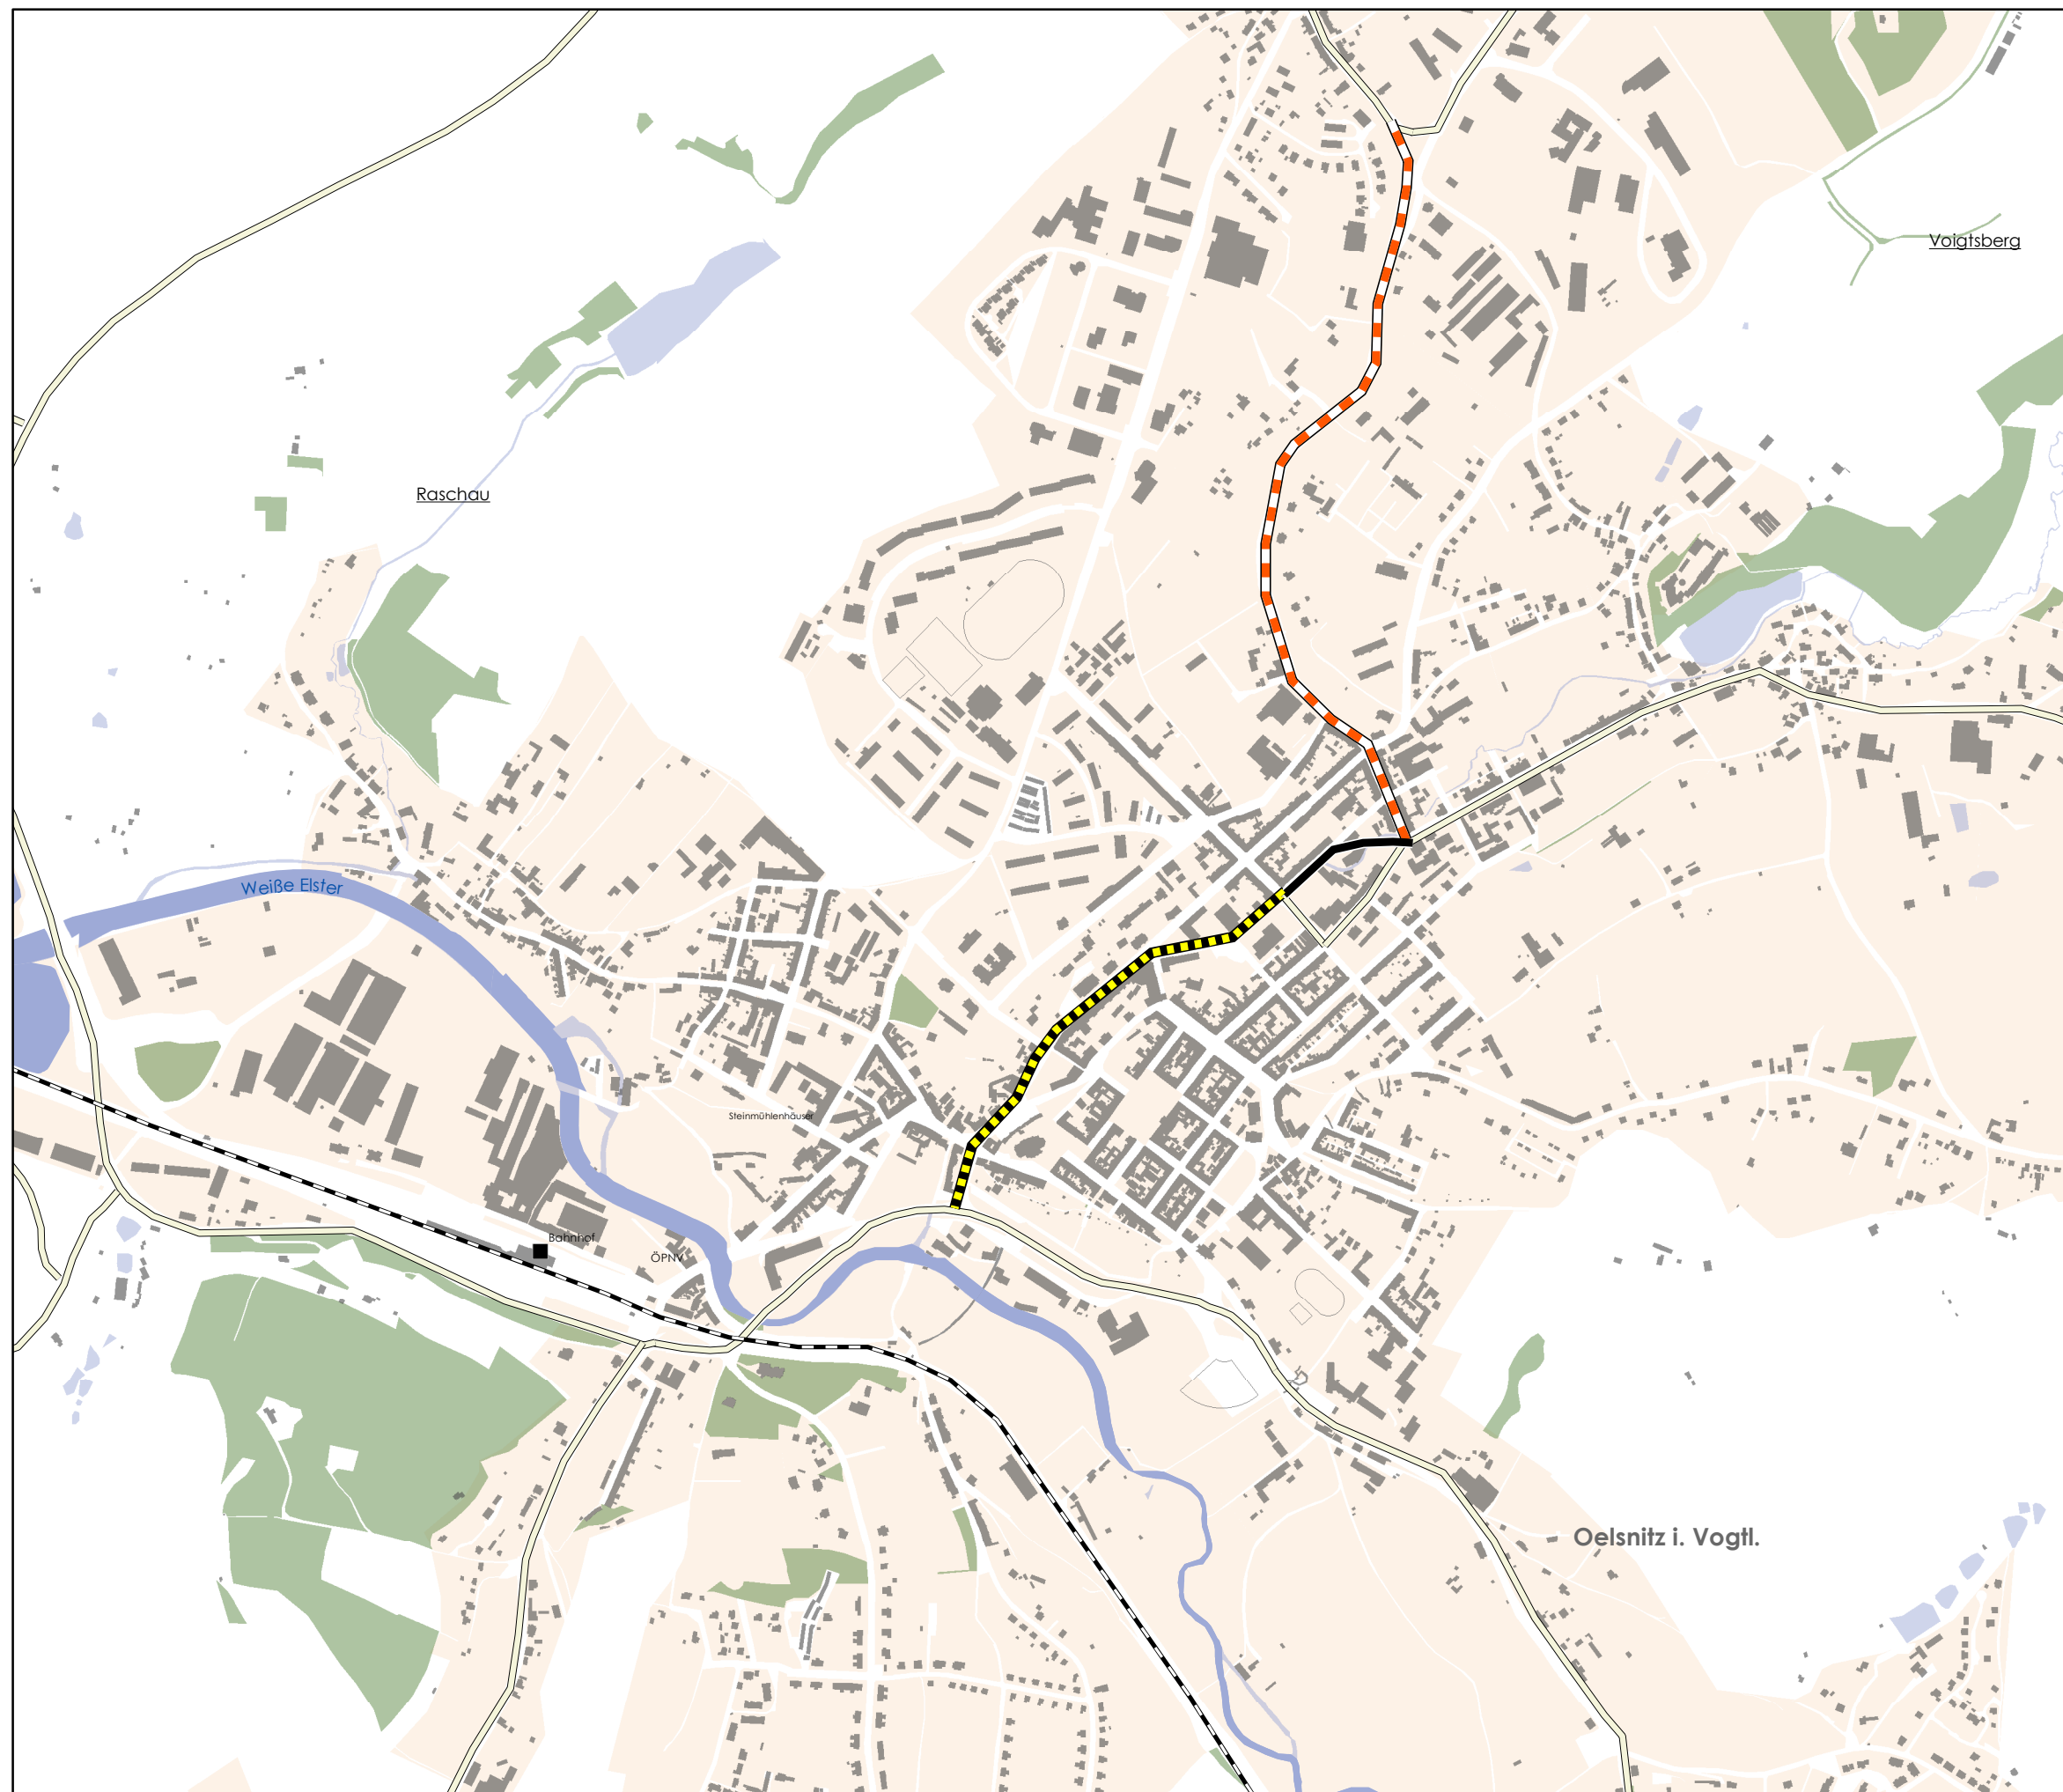 Voigtsberg
Raschau
Weiße Elster
Steinmühlenhäuser
Bahnhof
ÖPNV
Oelsnitz i. Vogtl.